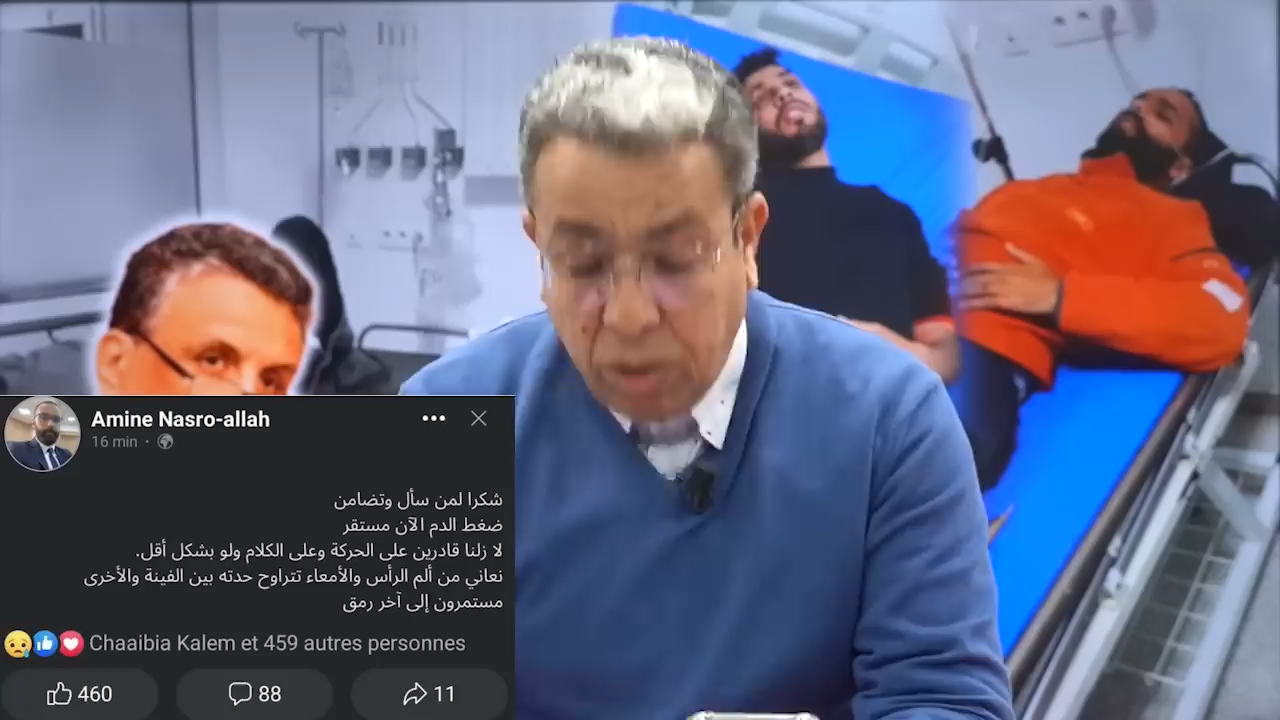 Amine Nasro-allah
16 min ·
شكرا لمن سأل وتضامن
ضغط الدم الآن مستقر
لا زلنا قادرين على الحركة وعلى الكلام ولو بشكل أقل.
نعاني من ألم الرأس والأمعاء تتراوح حدته بين الفينة والأخرى
مستمرون إلى آخر رمق
Chaaibia Kalem et 459 autres personnes
460 88 11